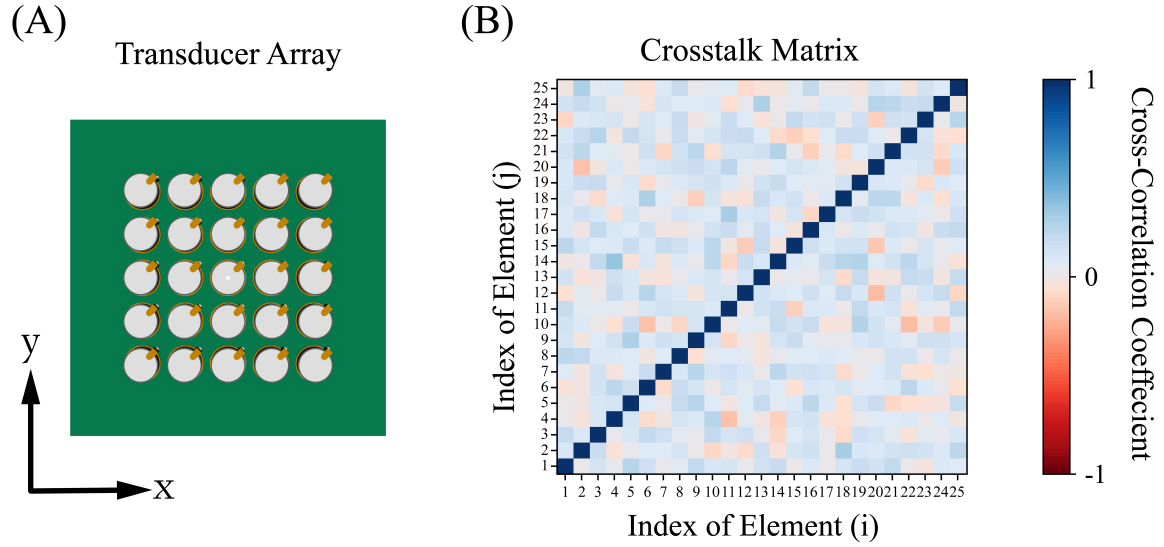 (A)
Transducer Array
y
x
(B)
Crosstalk Matrix
Index of Element (j)
25
24
23
22
21
20
19
18
17
16
15
14
13
12
11
10
9
8
7
6
5
4
3
2
1
1 2 3 4 5 6 7 8 9 10 11 12 13 14 15 16 17 18 19 20 21 22 23 24 25
Index of Element (i)
1
0
-1
Cross-Correlation Coeffecient